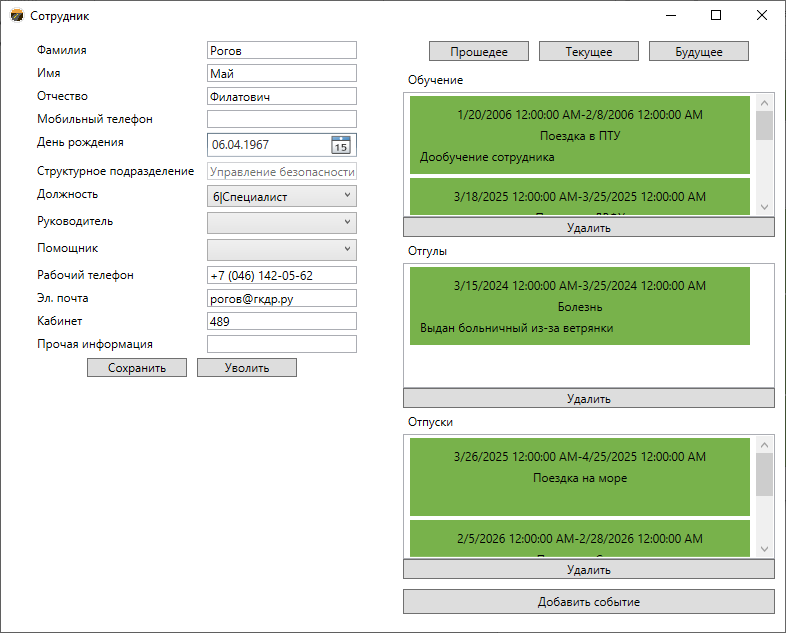 Сотрудник
Фамилия
Рогов
Имя
Май
Отчество
Филатович
Мобильный телефон
День рождения
06.04.1967
15
Структурное подразделение
Управление безопасности
Должность
6|Специалист
Руководитель
Помощник
Рабочий телефон
+7 (046) 142-05-62
Эл. почта
рогов@гкдр.ру
Кабинет
489
Прочая информация
Сохранить
Уволить
Прошедее
Текущее
Будущее
Обучение
1/20/2006 12:00:00 AM-2/8/2006 12:00:00 AM
Поездка в ПТУ
Дообучение сотрудника
3/18/2025 12:00:00 AM-3/25/2025 12:00:00 AM
Удалить
Отгулы
3/15/2024 12:00:00 AM-3/25/2024 12:00:00 AM
Болезнь
Выдан больничный из-за ветрянки
Удалить
Отпуски
3/26/2025 12:00:00 AM-4/25/2025 12:00:00 AM
Поездка на море
2/5/2026 12:00:00 AM-2/28/2026 12:00:00 AM
Удалить
Добавить событие